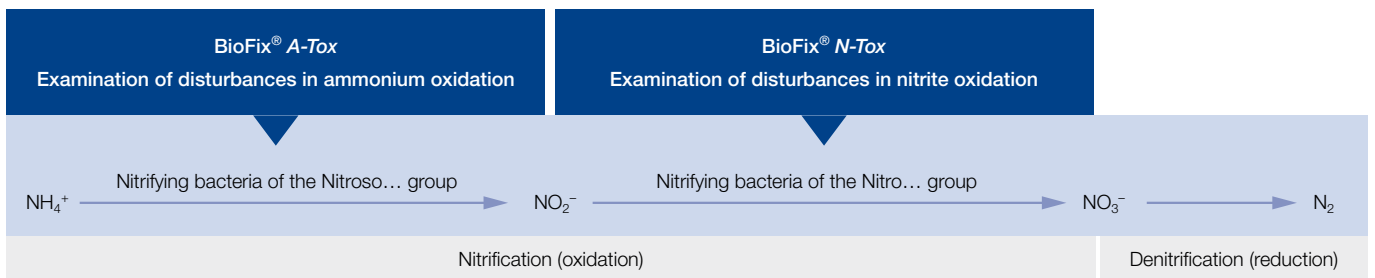 BioFix® A-Tox
Examination of disturbances in ammonium oxidation
BioFix® N-Tox
Examination of disturbances in nitrite oxidation
Nitrifying bacteria of the Nitroso… group
Nitrifying bacteria of the Nitro… group
NH₄⁺
NO₂⁻
NO₃⁻
N₂
Nitrification (oxidation)
Denitrification (reduction)